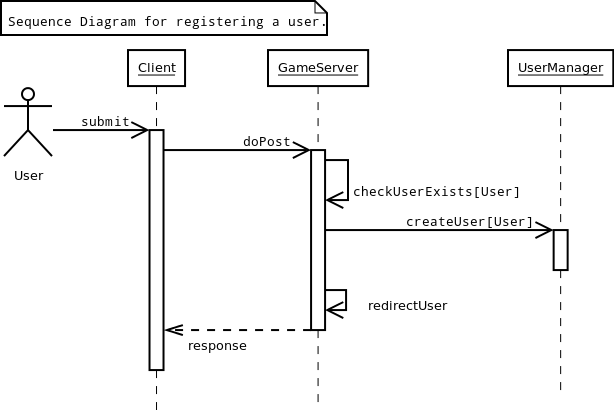 Sequence Diagram for registering a user.
Client
GameServer
UserManager
submit
doPost
User
checkUserExists[User]
createUser[User]
redirectUser
response